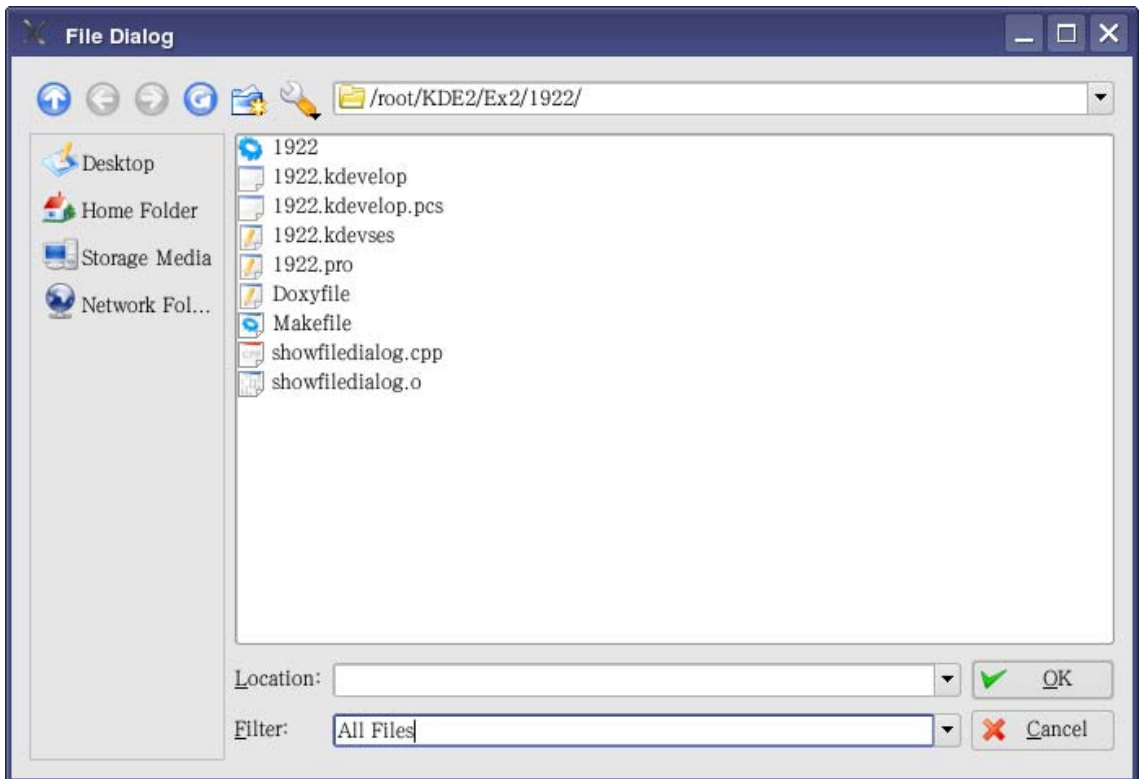 File Dialog
/root/KDE2/Ex2/1922/
Desktop
Home Folder
Storage Media
Network Fol...
1922
1922.kdevelop
1922.kdevelop.pcs
1922.kdevses
1922.pro
Doxyfile
Makefile
showfiledialog.cpp
showfiledialog.o
Location:
OK
Filter:
All Files
Cancel